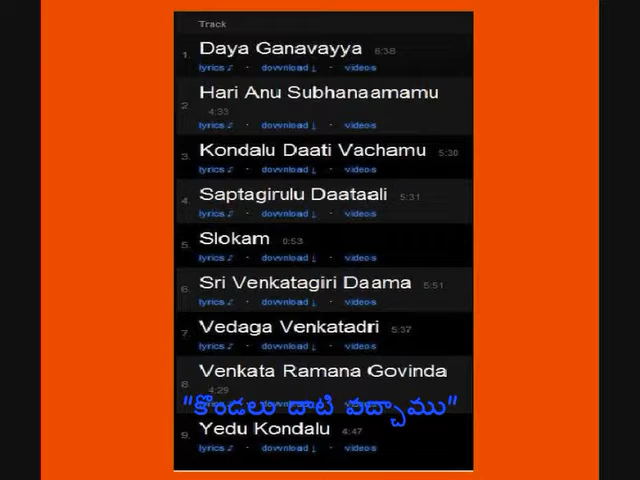 Track
1. Daya Ganavayya 6:38
lyrics ♪ · download ↓ · videos
2. Hari Anu Subhanaamamu
4:33
lyrics ♪ · download ↓ · videos
3. Kondalu Daati Vachamu 5:30
lyrics ♪ · download ↓ · videos
4. Saptagirulu Daataali 5:31
lyrics ♪ · download ↓ · videos
5. Slokam 0:53
lyrics ♪ · download ↓ · videos
6. Sri Venkatagiri Daama 5:51
lyrics ♪ · download ↓ · videos
7. Vedaga Venkatadri 5:37
lyrics ♪ · download ↓ · videos
8. Venkata Ramana Govinda
4:29
"కొండలు దాటి వచ్చాము"
9. Yedu Kondalu 4:47
lyrics ♪ · download ↓ · videos